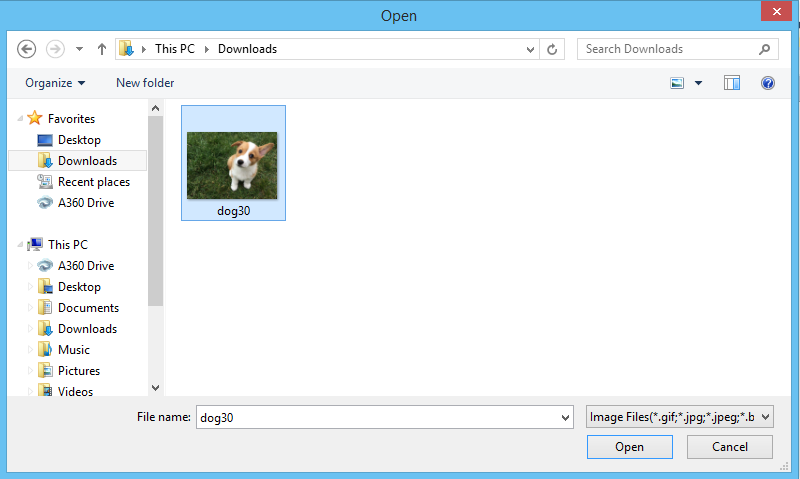 Open
This PC Downloads
Search Downloads
Organize New folder
Favorites
Desktop
Downloads
Recent places
A360 Drive
This PC
A360 Drive
Desktop
Documents
Downloads
Music
Pictures
Videos
dog30
File name: dog30
Image Files(*.gif;*.jpg;*.jpeg;*.b
Open Cancel